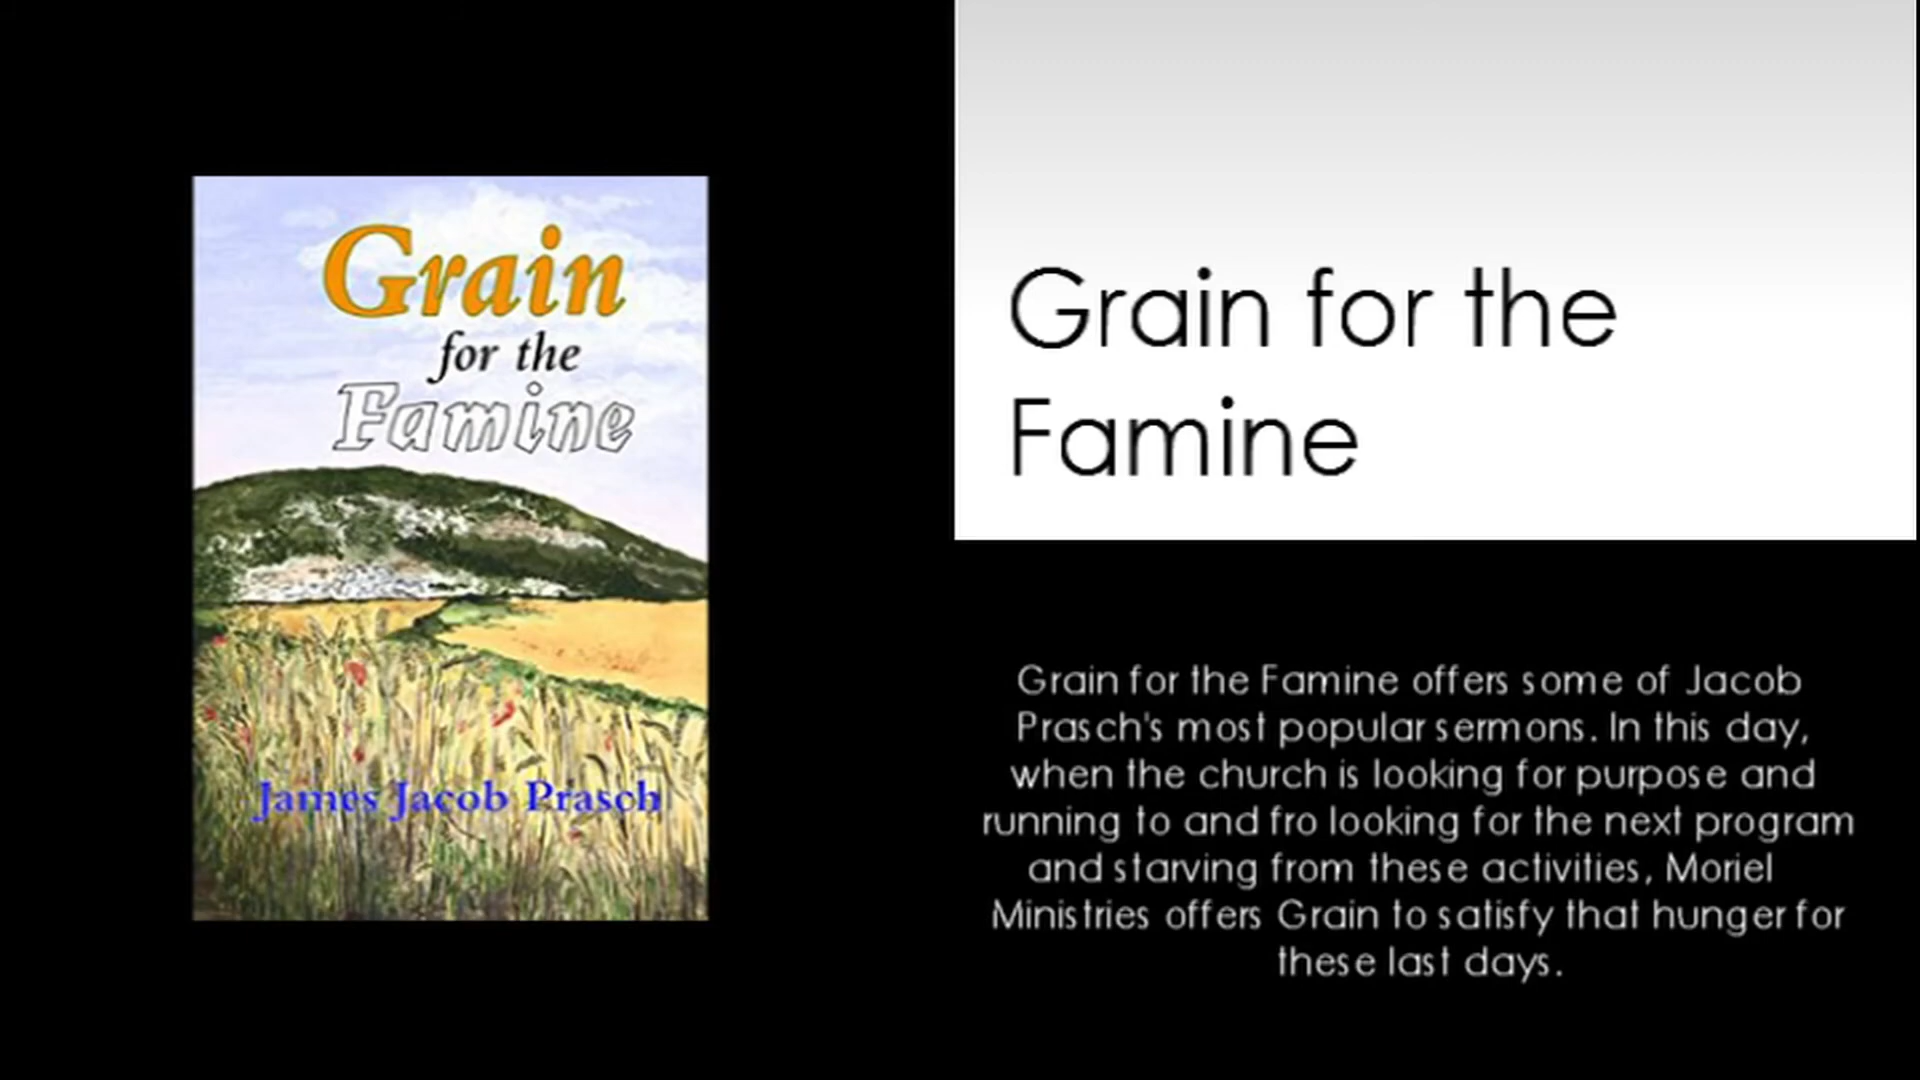 Grain
for the
Famine
James Jacob Prasch
Grain for the
Famine
Grain for the Famine offers some of Jacob
Prasch's most popular sermons. In this day,
when the church is looking for purpose and
running to and fro looking for the next program
and starving from these activities, Moriel
Ministries offers Grain to satisfy that hunger for
these last days.